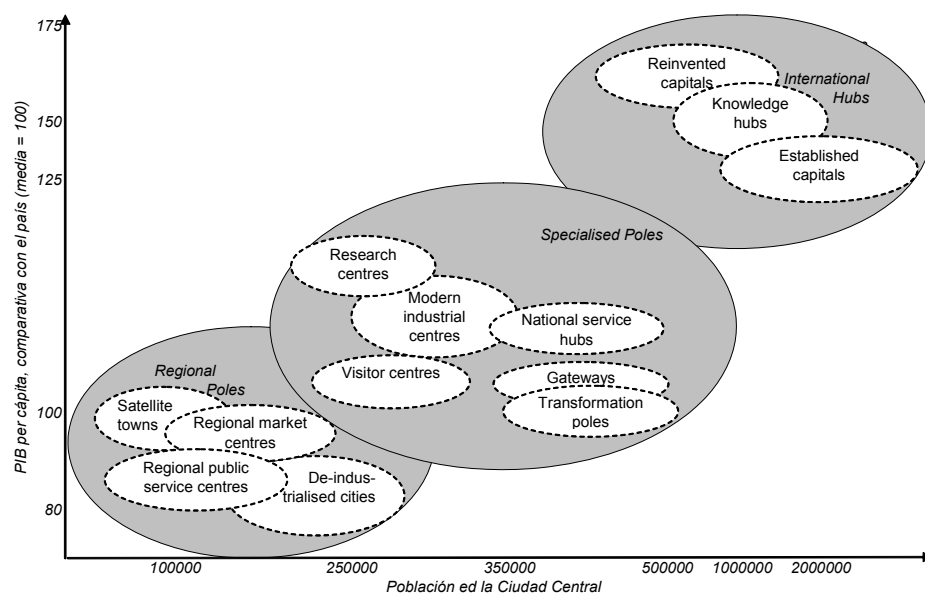 175
150
125
100
80
PIB per cápita, comparativa con el país (media = 100)
Reinvented
capitals
International
Hubs
Knowledge
hubs
Established
capitals
Specialised Poles
Research
centres
Modern
industrial
centres
National service
hubs
Visitor centres
Gateways
Transformation
poles
Regional
Poles
Satellite
towns
Regional market
centres
Regional public
service centres
De-indus-
trialised cities
100000
250000
350000
500000
1000000
2000000
Población ed la Ciudad Central